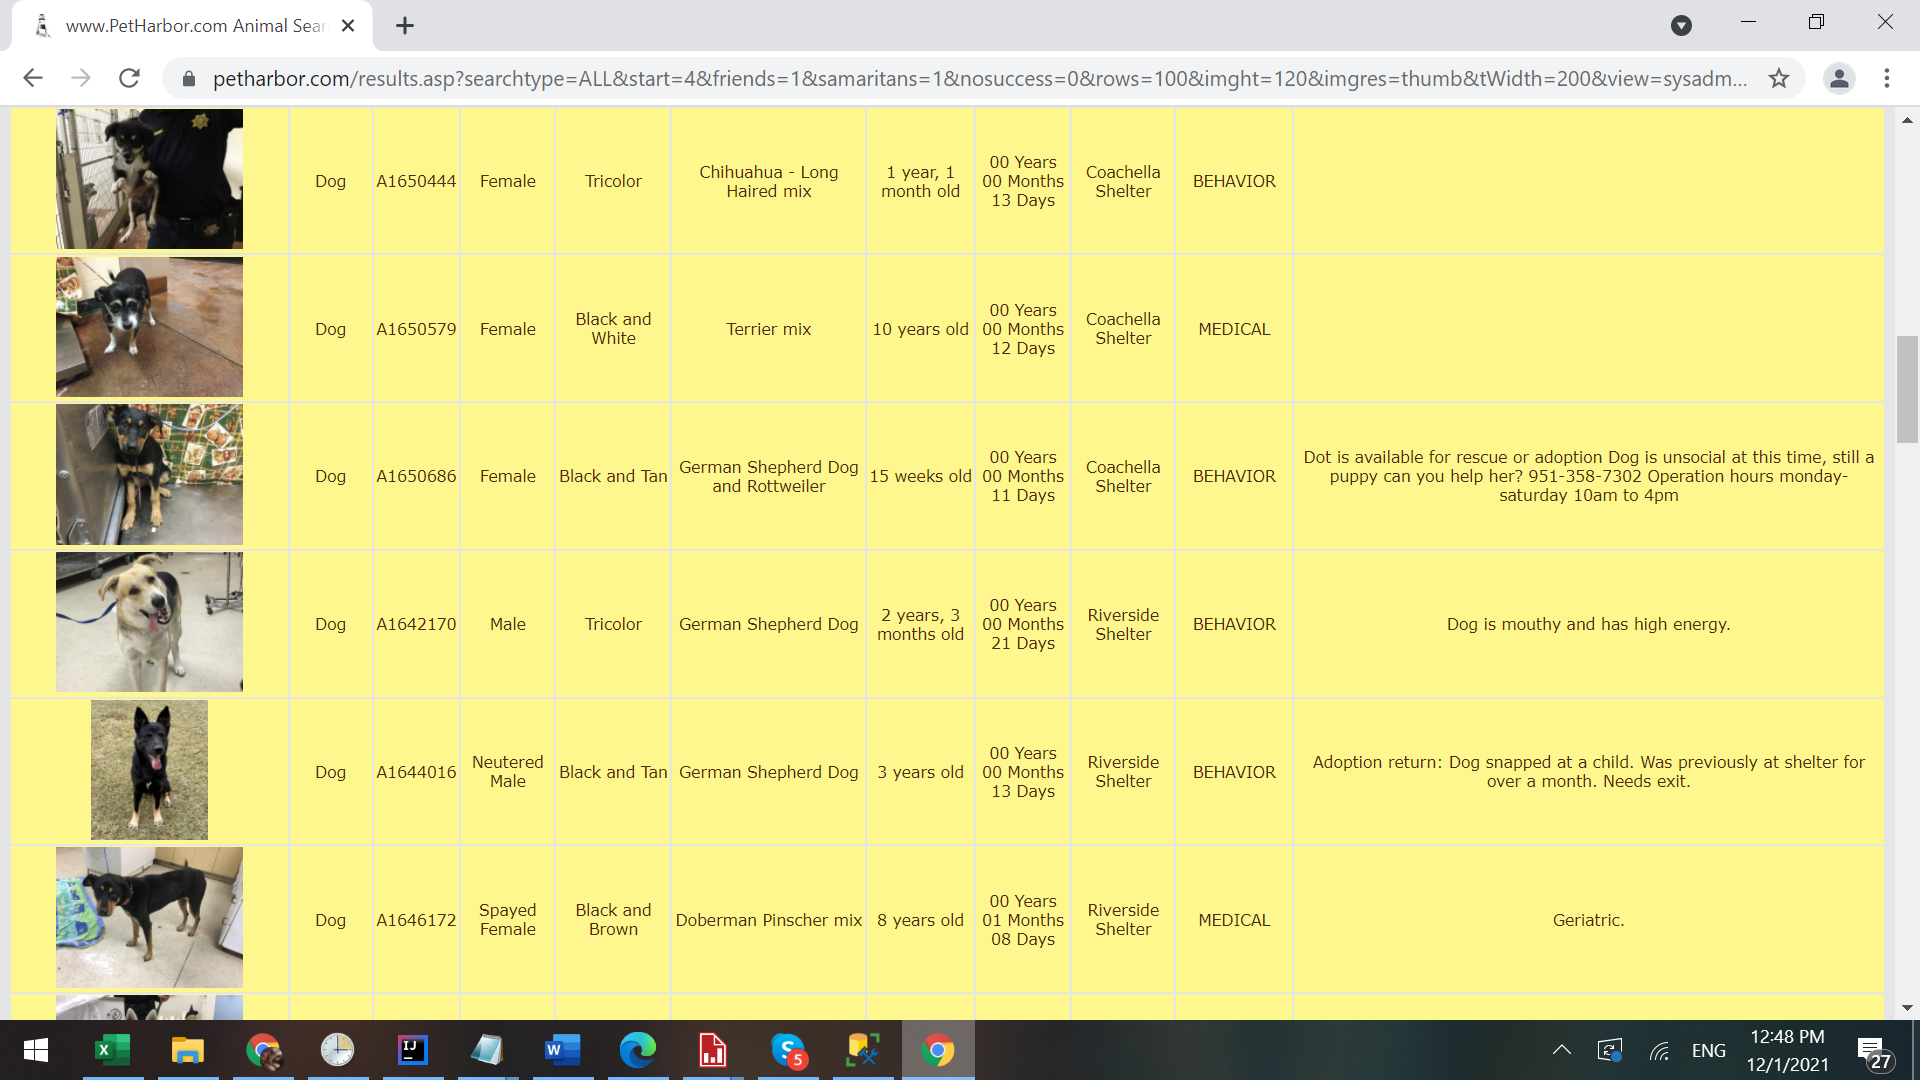 www.PetHarbor.com Animal Sear
petharbor.com/results.asp?searchtype=ALL&start=4&friends=1&samaritans=1&nosuccess=0&rows=100&imght=120&imgres=thumb&tWidth=200&view=sysadm...
Dog A1650444 Female Tricolor Chihuahua - Long Haired mix 1 year, 1 month old 00 Years 00 Months 13 Days Coachella Shelter BEHAVIOR
Dog A1650579 Female Black and White Terrier mix 10 years old 00 Years 00 Months 12 Days Coachella Shelter MEDICAL
Dog A1650686 Female Black and Tan German Shepherd Dog and Rottweiler 15 weeks old 00 Years 00 Months 11 Days Coachella Shelter BEHAVIOR Dot is available for rescue or adoption Dog is unsocial at this time, still a puppy can you help her? 951-358-7302 Operation hours monday-saturday 10am to 4pm
Dog A1642170 Male Tricolor German Shepherd Dog 2 years, 3 months old 00 Years 00 Months 21 Days Riverside Shelter BEHAVIOR Dog is mouthy and has high energy.
Dog A1644016 Neutered Male Black and Tan German Shepherd Dog 3 years old 00 Years 00 Months 13 Days Riverside Shelter BEHAVIOR Adoption return: Dog snapped at a child. Was previously at shelter for over a month. Needs exit.
Dog A1646172 Spayed Female Black and Brown Doberman Pinscher mix 8 years old 00 Years 01 Months 08 Days Riverside Shelter MEDICAL Geriatric.
X IJ W 5 ENG 12:48 PM
12/1/2021 27